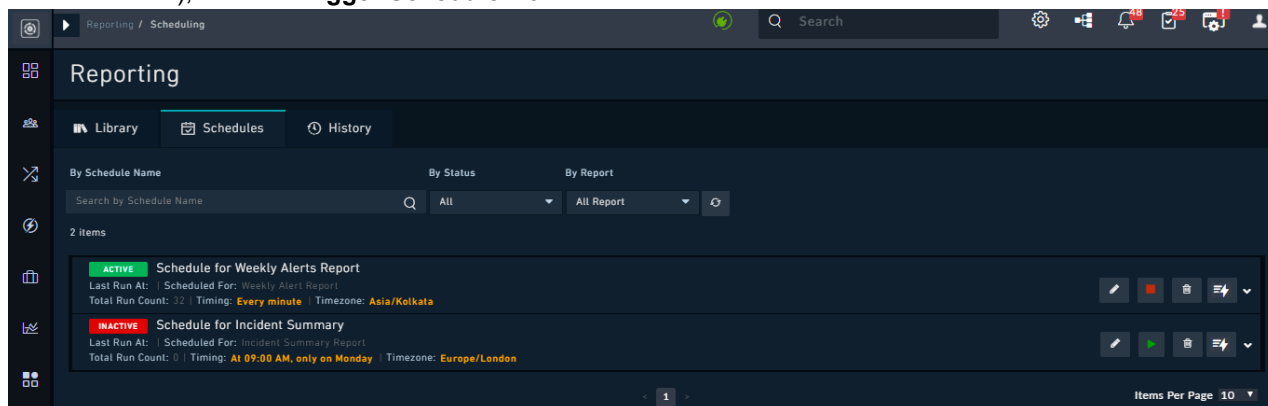 Reporting / Scheduling
Search
48
25
!
Reporting
Library
Schedules
History
By Schedule Name
By Status
By Report
Search by Schedule Name
All
All Report
2 items
ACTIVE Schedule for Weekly Alerts Report
Last Run At: | Scheduled For: Weekly Alert Report
Total Run Count: 32 | Timing: Every minute | Timezone: Asia/Kolkata
INACTIVE Schedule for Incident Summary
Last Run At: | Scheduled For: Incident Summary Report
Total Run Count: 0 | Timing: At 09:00 AM, only on Monday | Timezone: Europe/London
< 1 >
Items Per Page 10